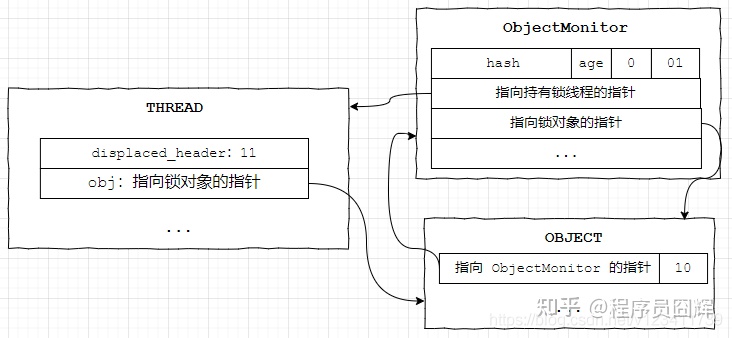 ObjectMonitor
hash age 0 01
指向持有锁线程的指针
指向锁对象的指针
...
THREAD
displaced_header: 11
obj: 指向锁对象的指针
...
OBJECT
指向 ObjectMonitor 的指针 10
...
知乎 @程序员囧辉